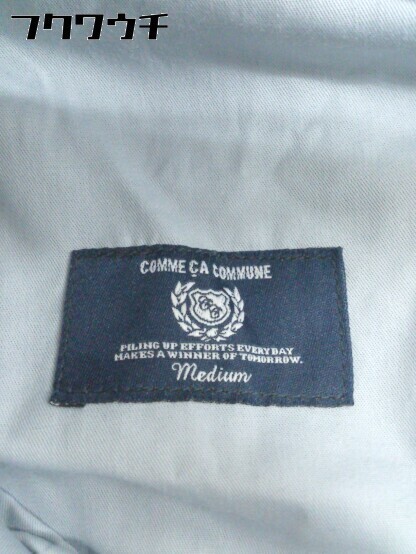 フクワウチ
COMME ÇA COMMUNE
PILING UP EFFORTS EVERYDAY
MAKES A WINNER OF TOMORROW.
Medium